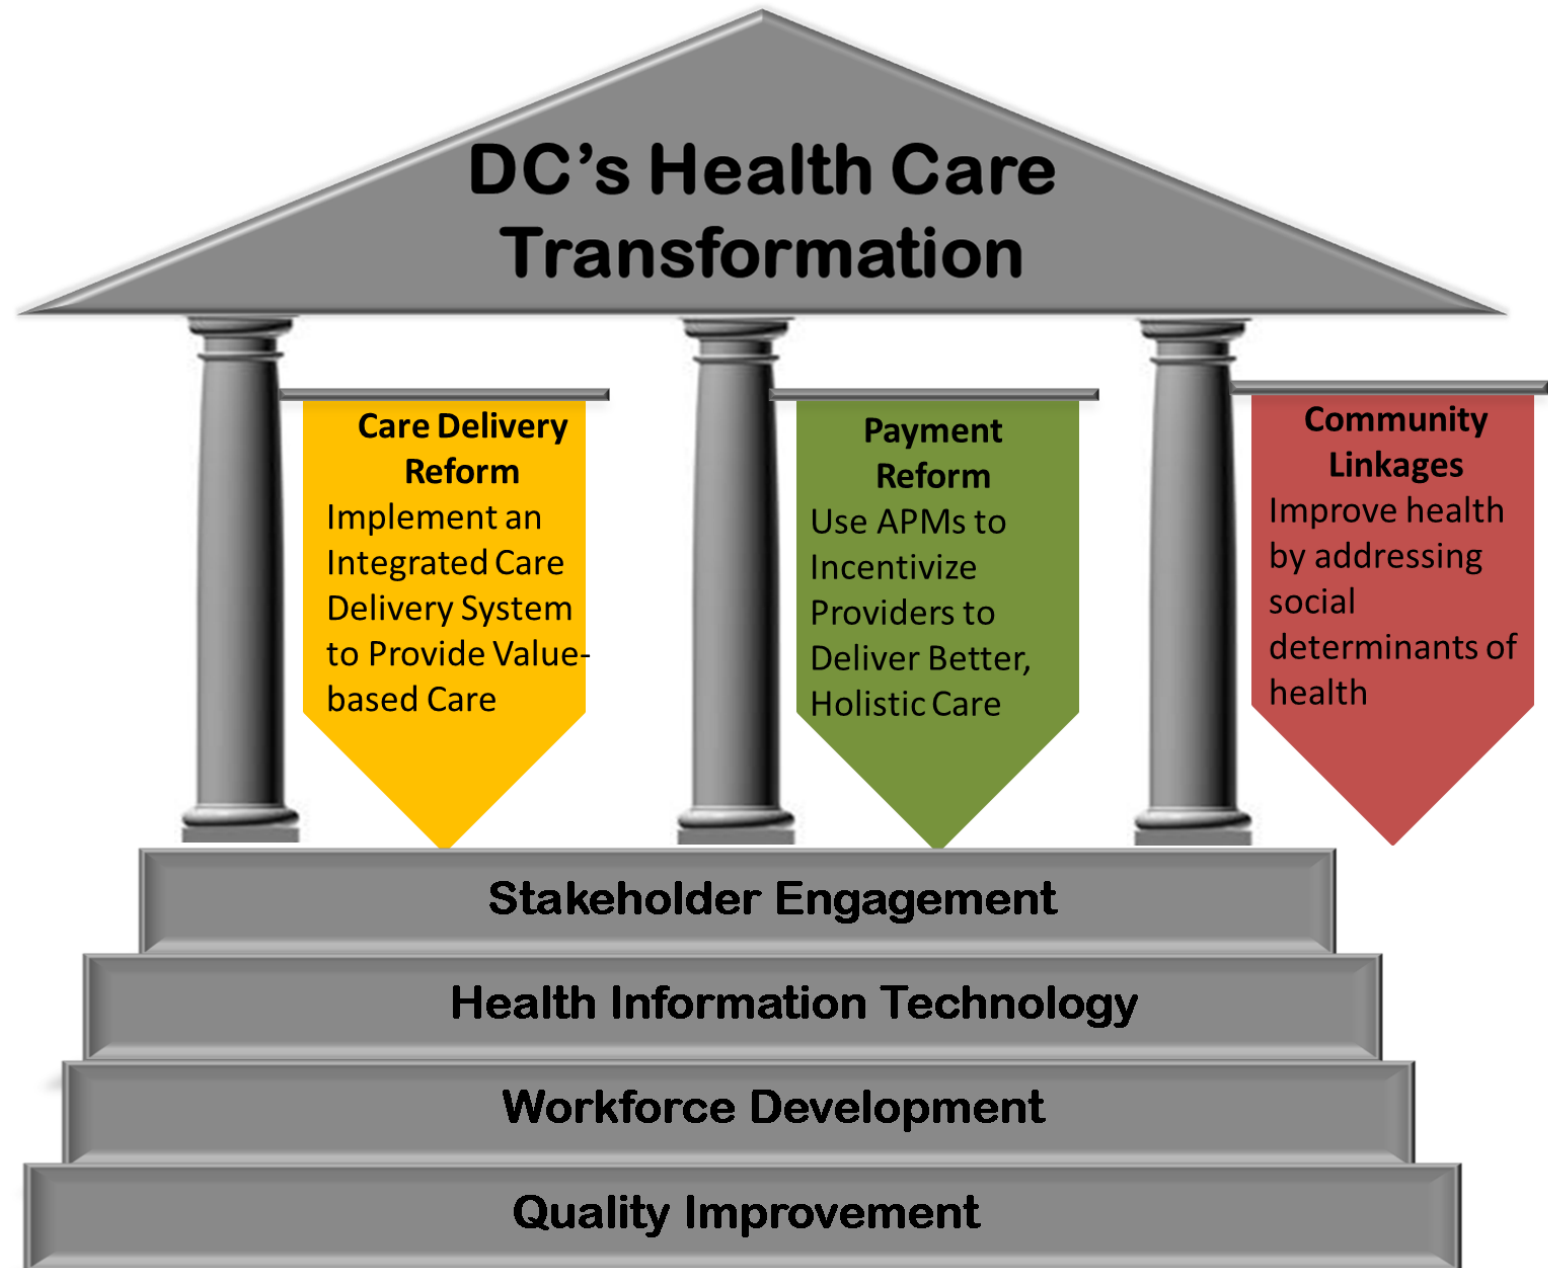 DC’s Health Care
Transformation
Care Delivery
Reform
Implement an
Integrated Care
Delivery System
to Provide Value-
based Care
Payment
Reform
Use APMs to
Incentivize
Providers to
Deliver Better,
Holistic Care
Community
Linkages
Improve health
by addressing
social
determinants of
health
Stakeholder Engagement
Health Information Technology
Workforce Development
Quality Improvement